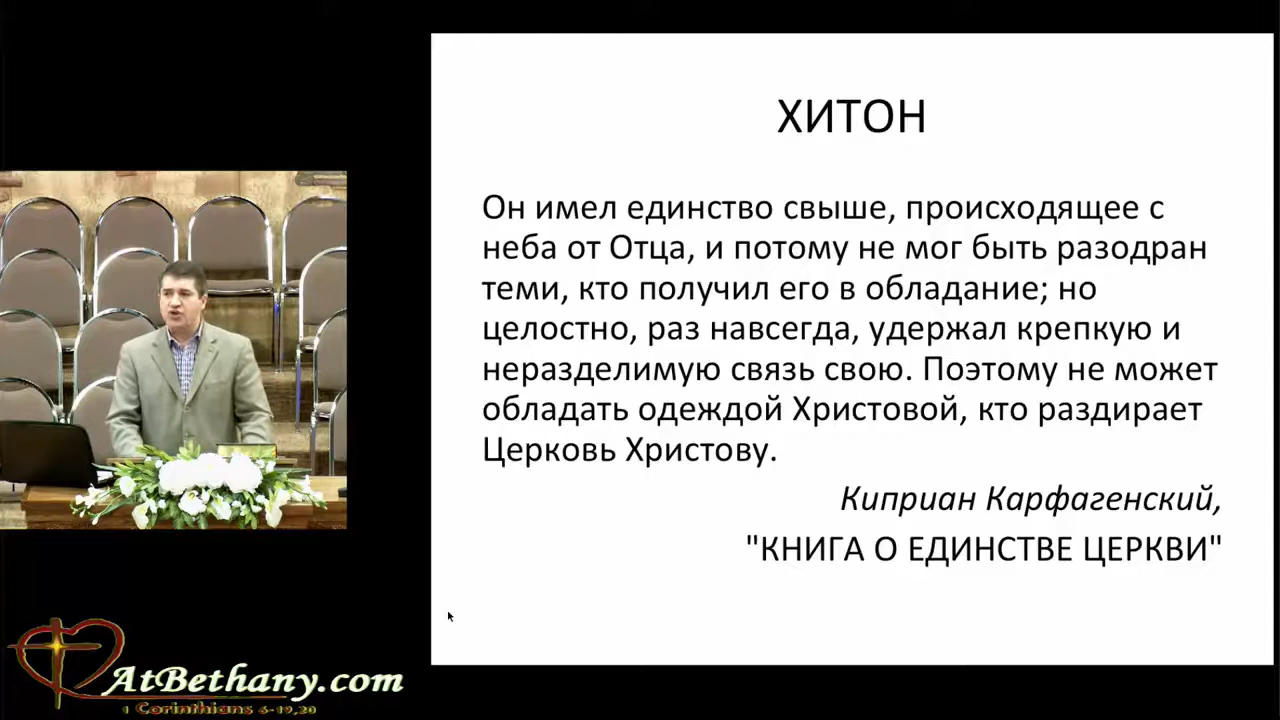 ХИТОН
Он имел единство свыше, происходящее с
неба от Отца, и потому не мог быть разодран
теми, кто получил его в обладание; но
целостно, раз навсегда, удержал крепкую и
неразделимую связь свою. Поэтому не может
обладать одеждой Христовой, кто раздирает
Церковь Христову.
Киприан Карфагенский,
"КНИГА О ЕДИНСТВЕ ЦЕРКВИ"
AtBethany.com
1 Corinthians 6-19,20